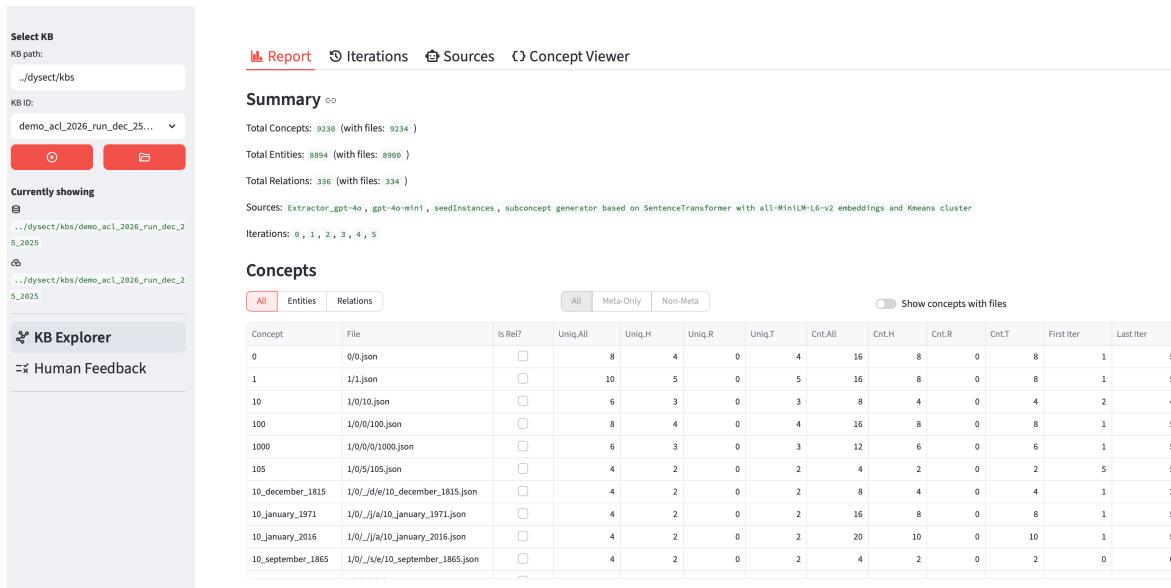 Select KB
KB path:
../dysect/kbs
KB ID:
demo_acl_2026_run_dec_25...
Currently showing
../dysect/kbs/demo_acl_2026_run_dec_2
5_2025
../dysect/kbs/demo_acl_2026_run_dec_2
5_2025
KB Explorer
Human Feedback
Report Iterations Sources {} Concept Viewer
Summary
Total Concepts: 9230 (with files: 9234 )
Total Entities: 8894 (with files: 8900 )
Total Relations: 336 (with files: 334 )
Sources: Extractor_gpt-4o , gpt-4o-mini , seedInstances , subconcept generator based on SentenceTransformer with all-MiniLM-L6-v2 embeddings and Kmeans cluster
Iterations: 0 , 1 , 2 , 3 , 4 , 5
Concepts
All Entities Relations All Meta-Only Non-Meta Show concepts with files
Concept File Is Rel? Uniq.All Uniq.H Uniq.R Uniq.T Cnt.All Cnt.H Cnt.R Cnt.T First Iter Last Iter
0 0/0.json 8 4 0 4 16 8 0 8 1
1 1/1.json 10 5 0 5 16 8 0 8 1
10 1/0/10.json 6 3 0 3 8 4 0 4 2
100 1/0/0/100.json 8 4 0 4 16 8 0 8 1
1000 1/0/0/0/1000.json 6 3 0 3 12 6 0 6 1
105 1/0/5/105.json 4 2 0 2 4 2 0 2 5
10_december_1815 1/0/_/d/e/10_december_1815.json 4 2 0 2 8 4 0 4 1
10_january_1971 1/0/_/j/a/10_january_1971.json 4 2 0 2 16 8 0 8 1
10_january_2016 1/0/_/j/a/10_january_2016.json 4 2 0 2 20 10 0 10 1
10_september_1865 1/0/_/s/e/10_september_1865.json 4 2 0 2 4 2 0 2 0